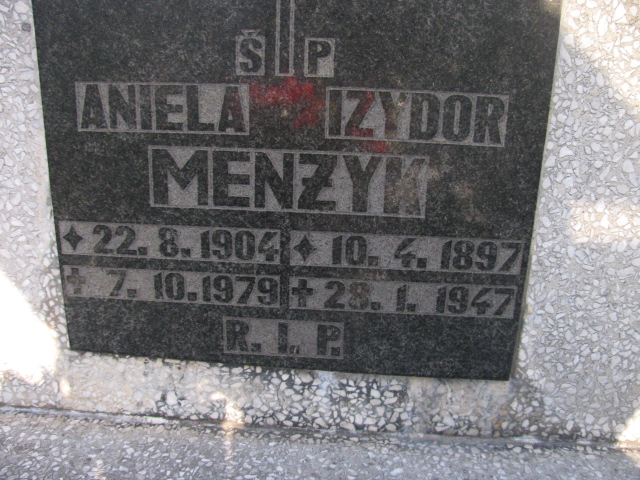 Š P
ANIELA IZYDOR
MENŻYK
22. 8. 1904 10. 4. 1897
† 7. 10. 1979 † 28. 1. 1947
R. I. P.